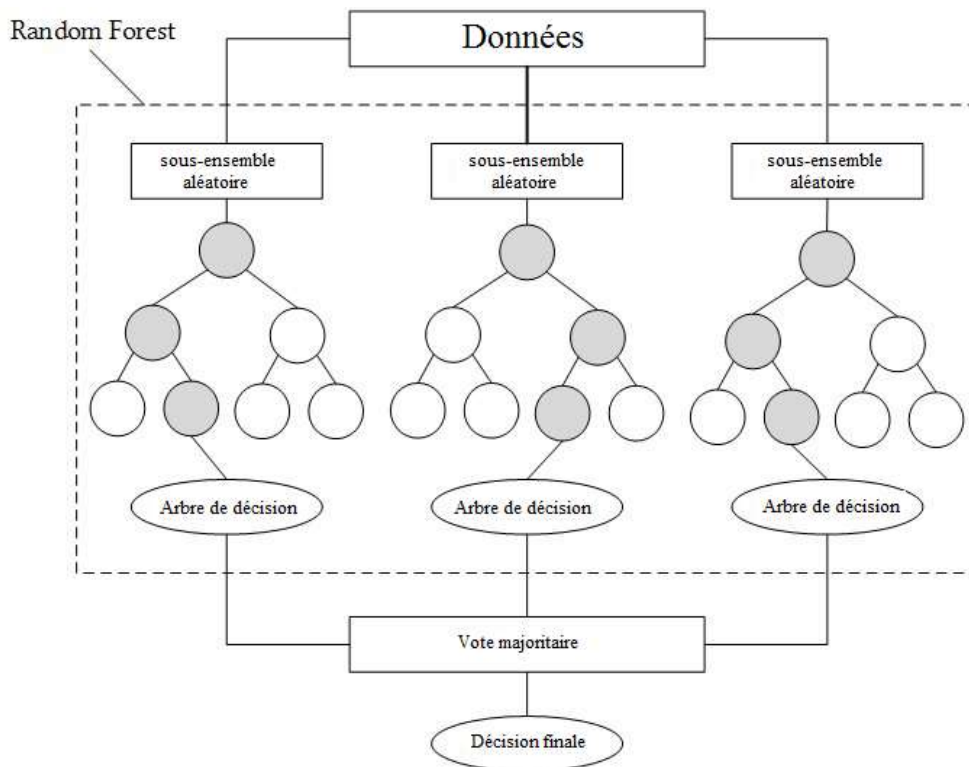 Random Forest
Données
sous-ensemble
aléatoire
sous-ensemble
aléatoire
sous-ensemble
aléatoire
Arbre de décision
Arbre de décision
Arbre de décision
Vote majoritaire
Décision finale